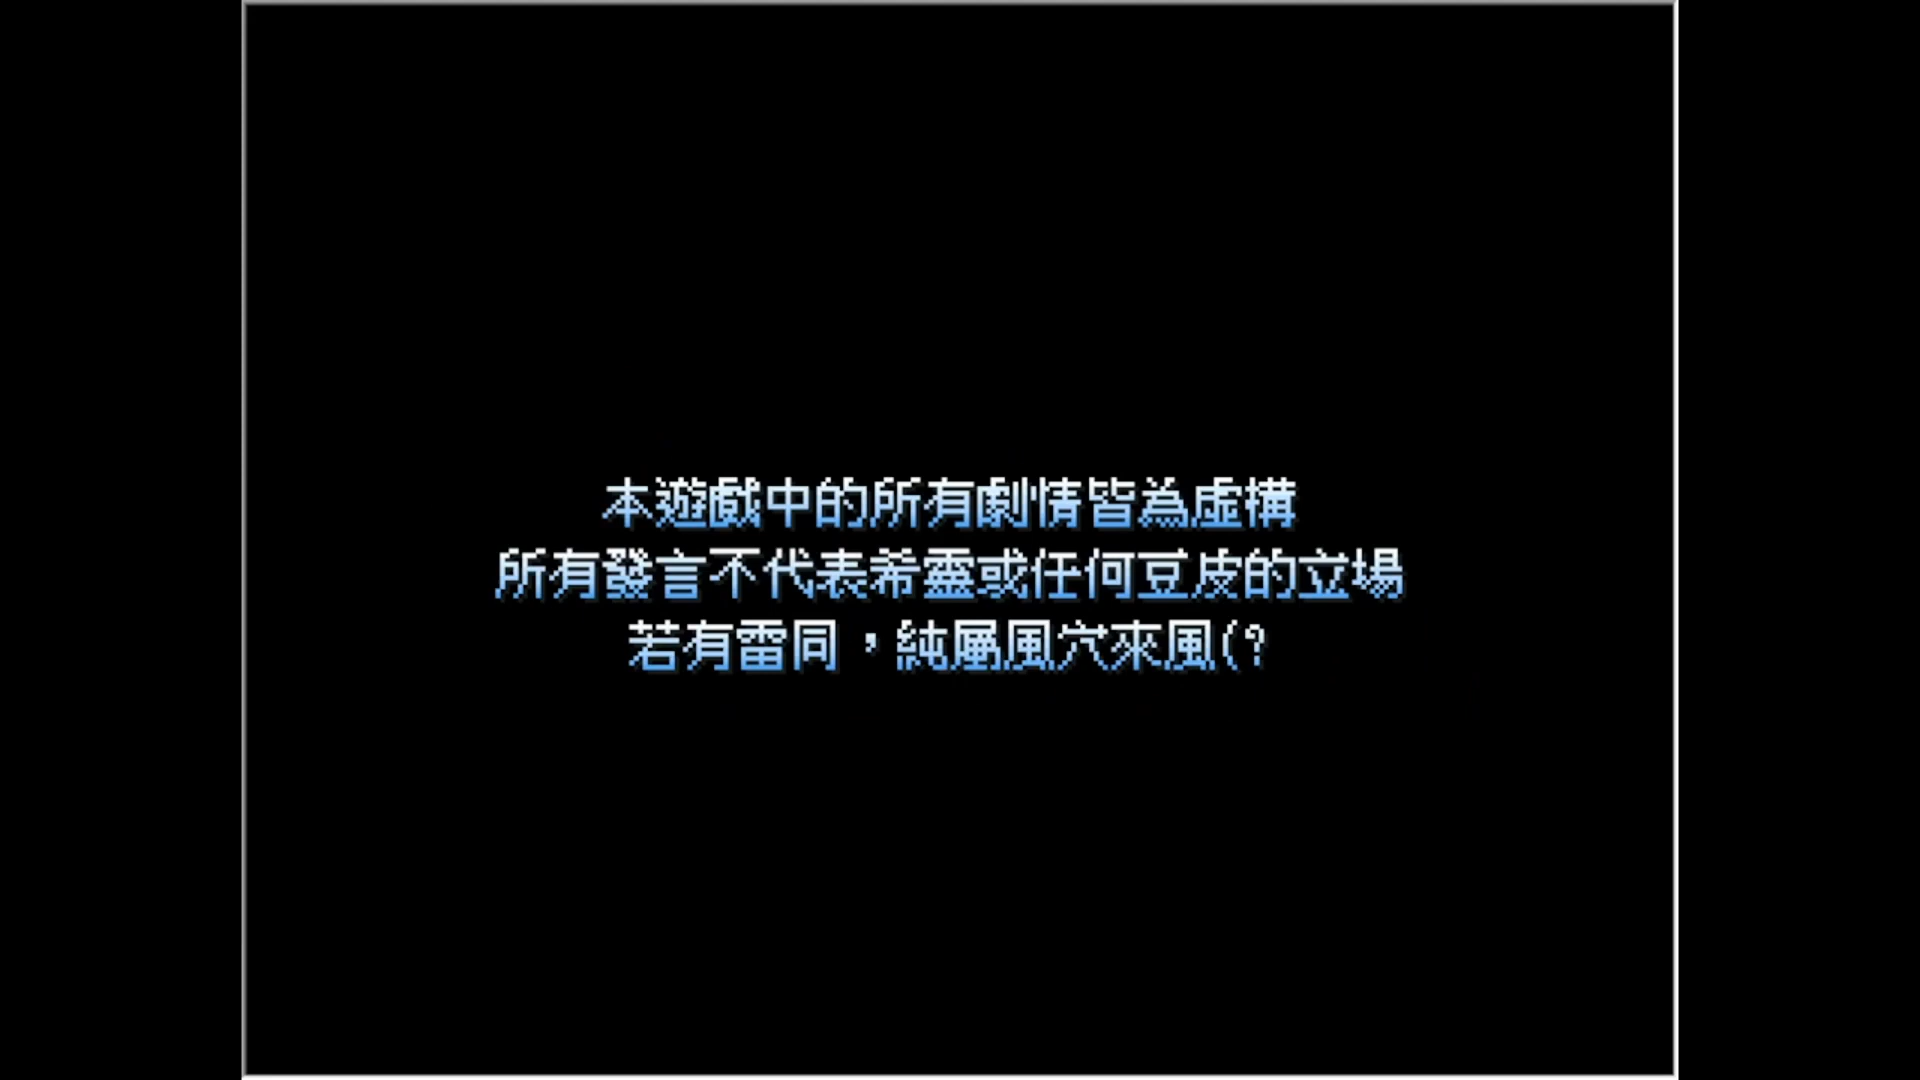 本遊戲中的所有劇情皆為虛構
所有發言不代表希靈或任何豆皮的立場
若有雷同，純屬風穴來風(?